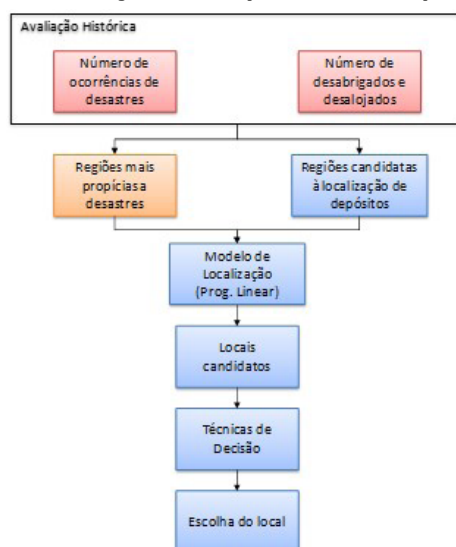 Avaliação Histórica
Número de
ocorrências de
desastres
Número de
desabrigados e
desalojados
Regiões mais
propícias a
desastres
Regiões candidatas
à localização de
depósitos
Modelo de
Localização
(Prog. Linear)
Locais
candidatos
Técnicas de
Decisão
Escolha do local